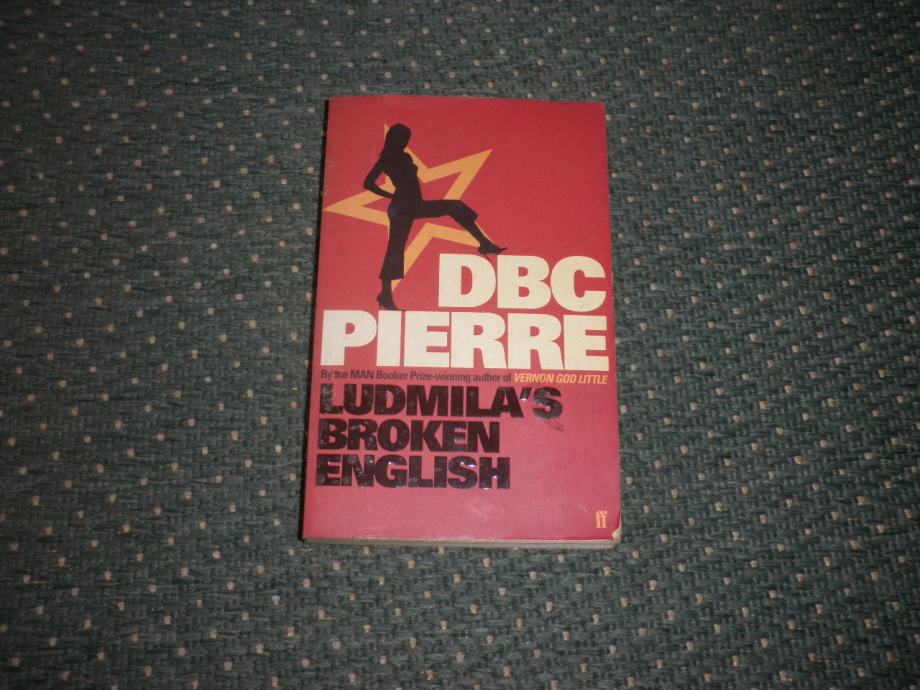 DBC
PIERRE
By the MAN Booker Prize-winning author of VERNON GOD LITTLE
LUDMILA'S
BROKEN
ENGLISH
ff